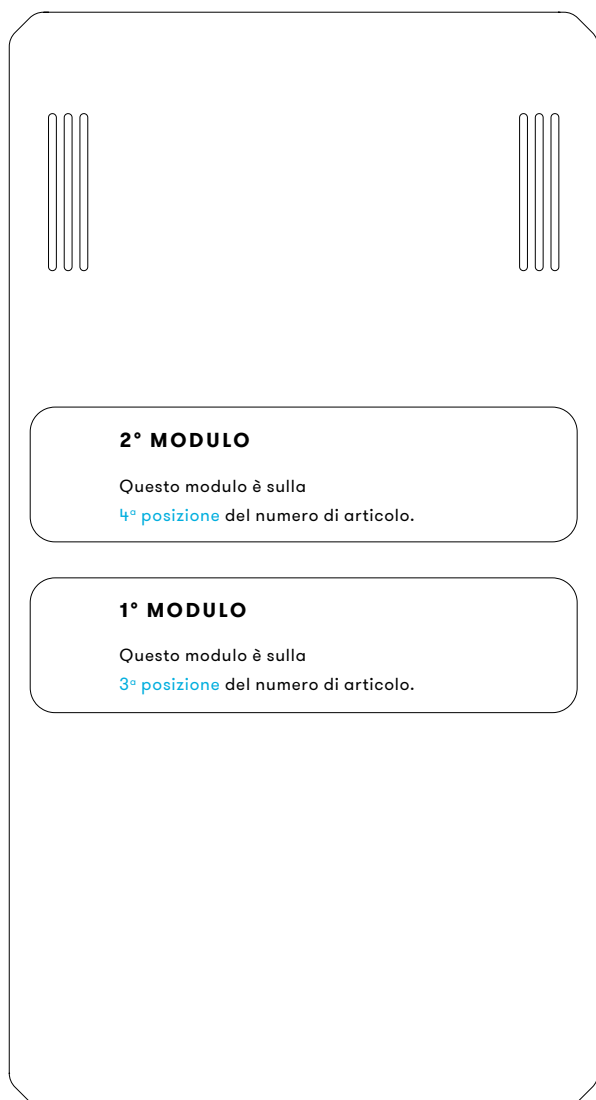 2° MODULO
Questo modulo è sulla
4ª posizione del numero di articolo.
1° MODULO
Questo modulo è sulla
3ª posizione del numero di articolo.